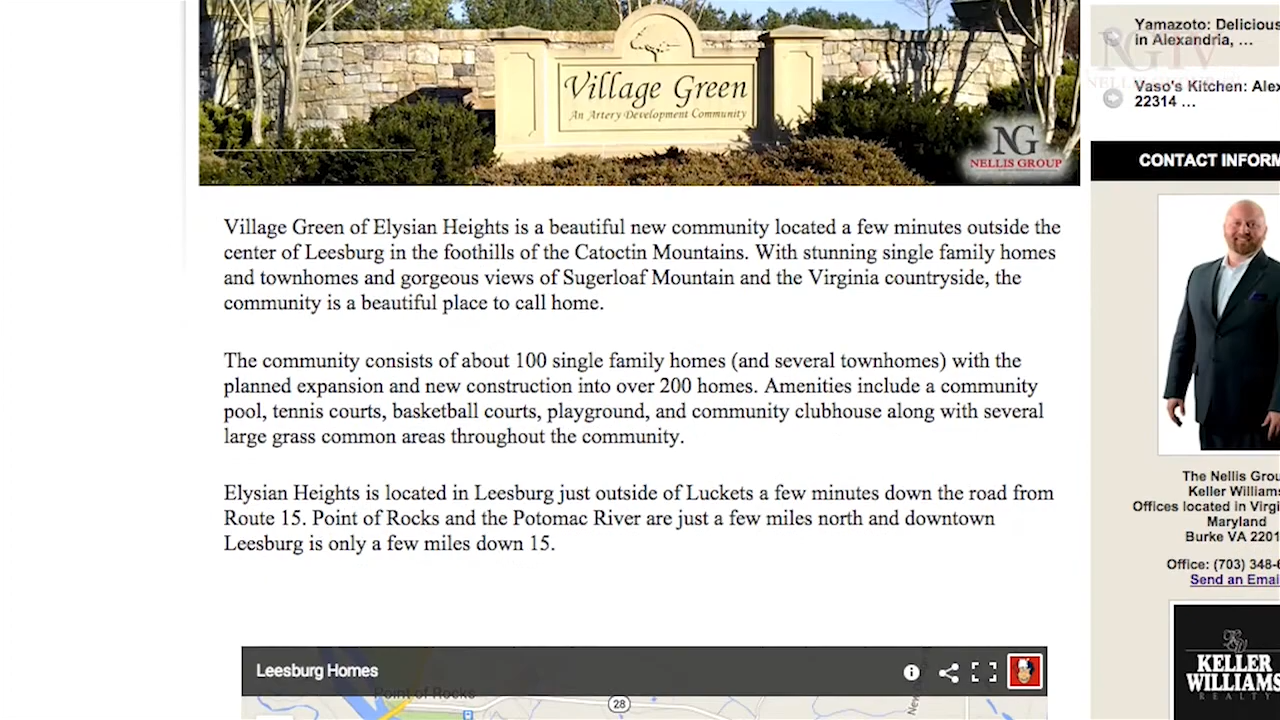 Village Green
An Artery Development Community
NG
NELLIS GROUP
Village Green of Elysian Heights is a beautiful new community located a few minutes outside the
center of Leesburg in the foothills of the Catoctin Mountains. With stunning single family homes
and townhomes and gorgeous views of Sugerloaf Mountain and the Virginia countryside, the
community is a beautiful place to call home.
The community consists of about 100 single family homes (and several townhomes) with the
planned expansion and new construction into over 200 homes. Amenities include a community
pool, tennis courts, basketball courts, playground, and community clubhouse along with several
large grass common areas throughout the community.
Elysian Heights is located in Leesburg just outside of Luckets a few minutes down the road from
Route 15. Point of Rocks and the Potomac River are just a few miles north and downtown
Leesburg is only a few miles down 15.
Leesburg Homes
Point of Rocks
28
Yamazoto: Delicious
in Alexandria, ...
Vaso's Kitchen: Alex
22314 ...
CONTACT INFORM
The Nellis Grou
Keller Williams
Offices located in Virgi
Maryland
Burke VA 2201
Office: (703) 348-6
Send an Emai
KELLER
WILLIAMS
REALTY